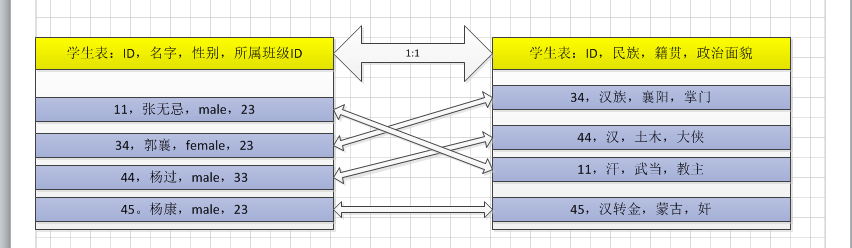 学生表：ID，名字，性别，所属班级ID
1:1
学生表：ID，民族，籍贯，政治面貌
11，张无忌，male，23
34，郭襄，female，23
44，杨过，male，33
45。杨康，male，23
34，汉族，襄阳，掌门
44，汉，土木，大侠
11，汗，武当，教主
45，汉转金，蒙古，奸